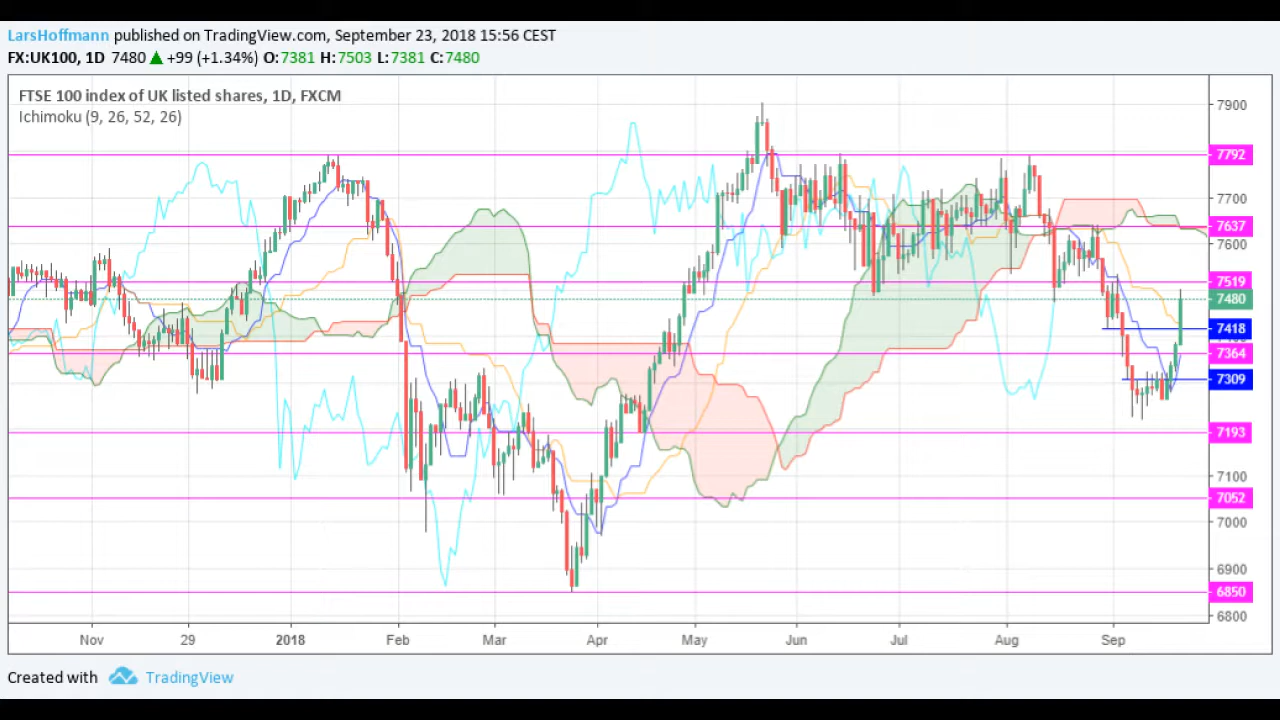 LarsHoffmann published on TradingView.com, September 23, 2018 15:56 CEST
FX:UK100, 1D 7480 ▲ +99 (+1.34%) O:7381 H:7503 L:7381 C:7480
FTSE 100 index of UK listed shares, 1D, FXCM
Ichimoku (9, 26, 52, 26)
7900
7792
7700
7637
7600
7519
7480
7418
7364
7309
7193
7100
7052
7000
6900
6850
6800
Nov 29 2018 Feb Mar Apr May Jun Jul Aug Sep
Created with TradingView